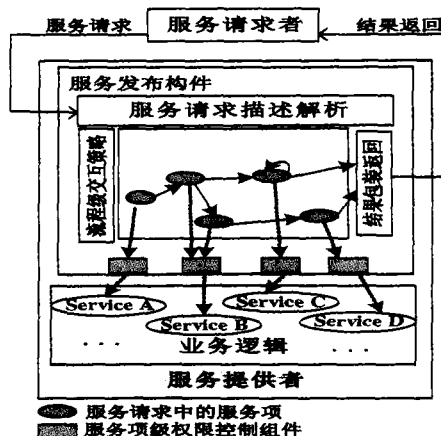 服务请求
服务请求者
结果返回
服务发布构件
服务请求描述解析
流程级交互策略
结果包装返回
Service A
Service B
Service C
Service D
. . .
业务逻辑
. . .
服务提供者
服务请求中的服务项
服务项级权限控制组件